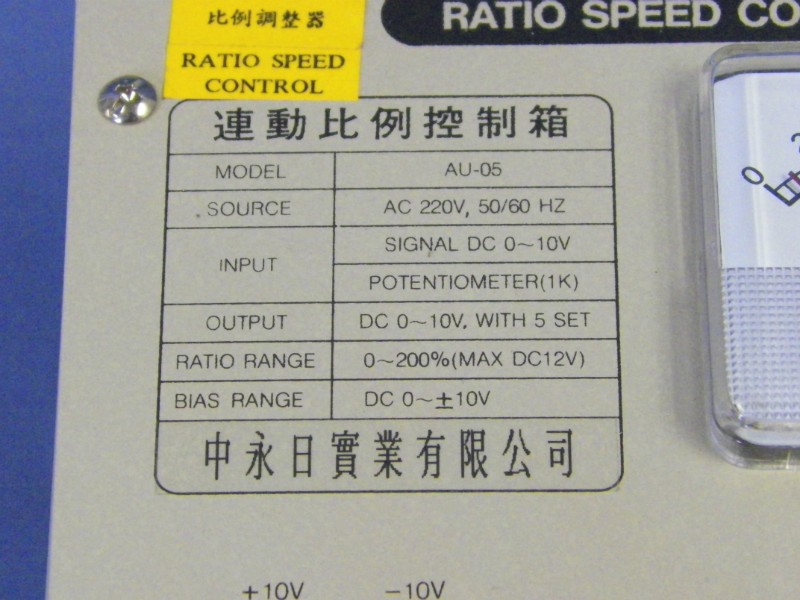 比例調整器
RATIO SPEED CO
RATIO SPEED
CONTROL
連動比例控制箱
MODEL AU-05
SOURCE AC 220V, 50/60 HZ
INPUT SIGNAL DC 0~10V
POTENTIOMETER(1K)
OUTPUT DC 0~10V, WITH 5 SET
RATIO RANGE 0~200%(MAX DC12V)
BIAS RANGE DC 0~±10V
中永日實業有限公司
0
+10V -10V